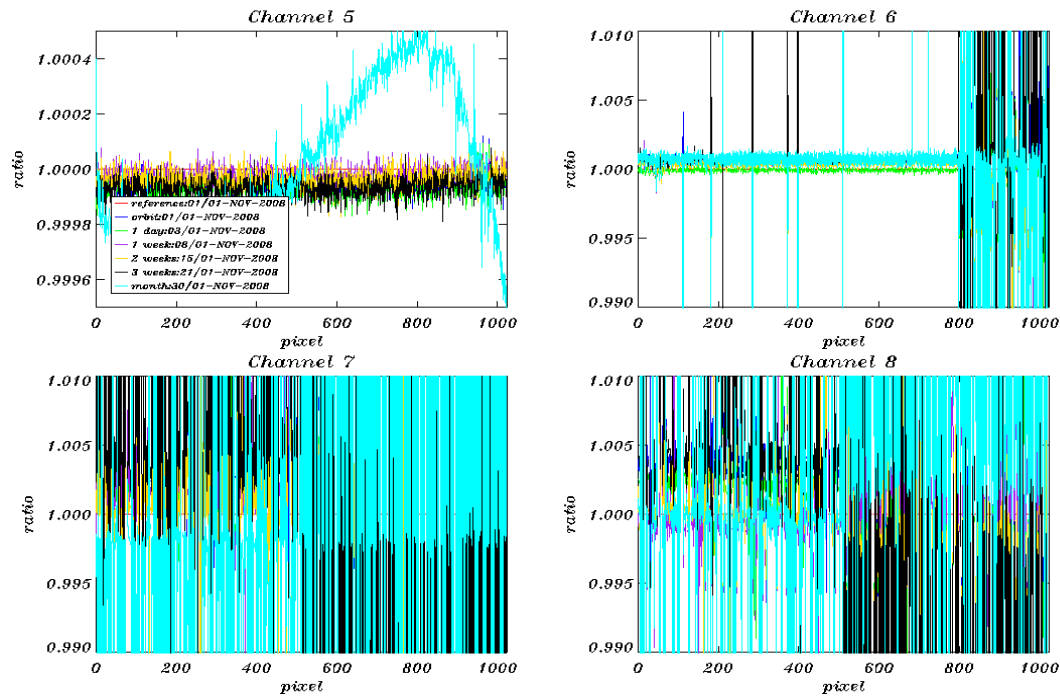 Channel 5
Channel 6
1.0004
1.0002
1.0000
0.9998
0.9996
ratio
reference:01/01-NOV-2008
orbit:01/01-NOV-2008
1 day:03/01-NOV-2008
1 week:08/01-NOV-2008
2 weeks:15/01-NOV-2008
3 weeks:21/01-NOV-2008
month:30/01-NOV-2008
0 200 400 600 800 1000
pixel
1.010
1.005
1.000
0.995
0.990
ratio
0 200 400 600 800 1000
pixel
Channel 7
Channel 8
1.010
1.005
1.000
0.995
0.990
ratio
0 200 400 600 800 1000
pixel
1.010
1.005
1.000
0.995
0.990
ratio
0 200 400 600 800 1000
pixel